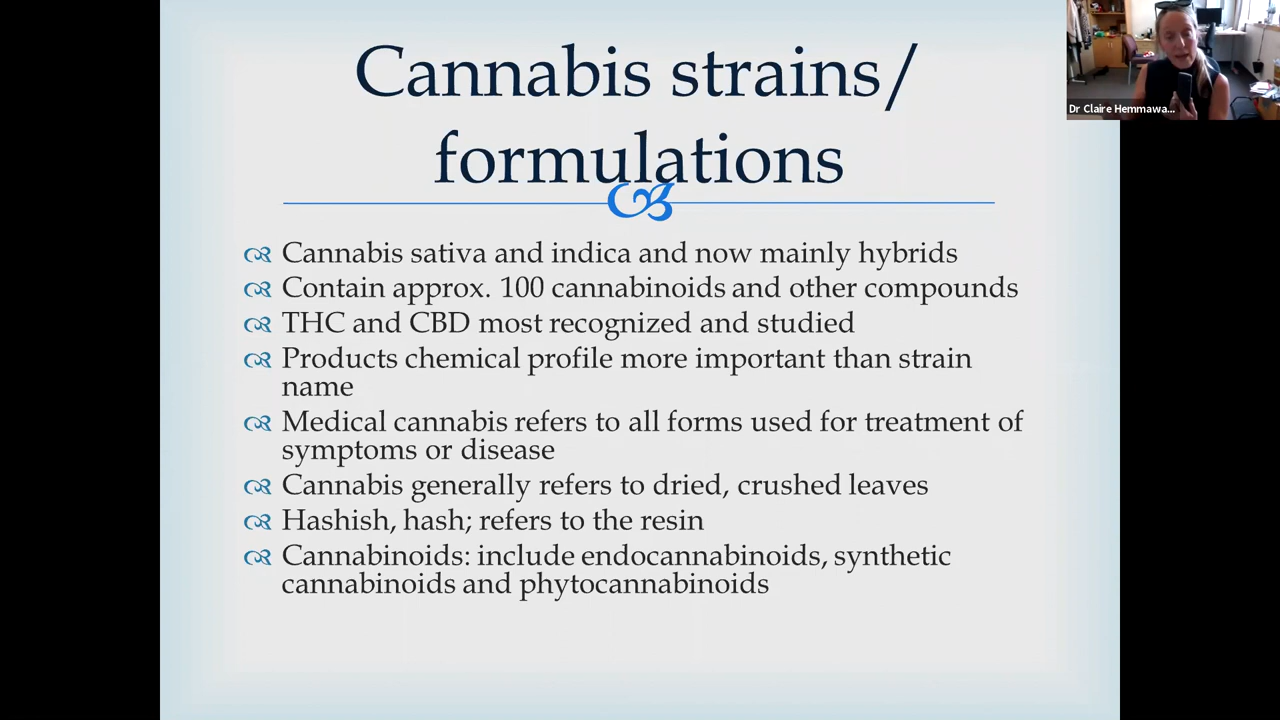 Cannabis strains/
formulations
Cannabis sativa and indica and now mainly hybrids
Contain approx. 100 cannabinoids and other compounds
THC and CBD most recognized and studied
Products chemical profile more important than strain
name
Medical cannabis refers to all forms used for treatment of
symptoms or disease
Cannabis generally refers to dried, crushed leaves
Hashish, hash; refers to the resin
Cannabinoids: include endocannabinoids, synthetic
cannabinoids and phytocannabinoids
Dr Claire Hemmawa...